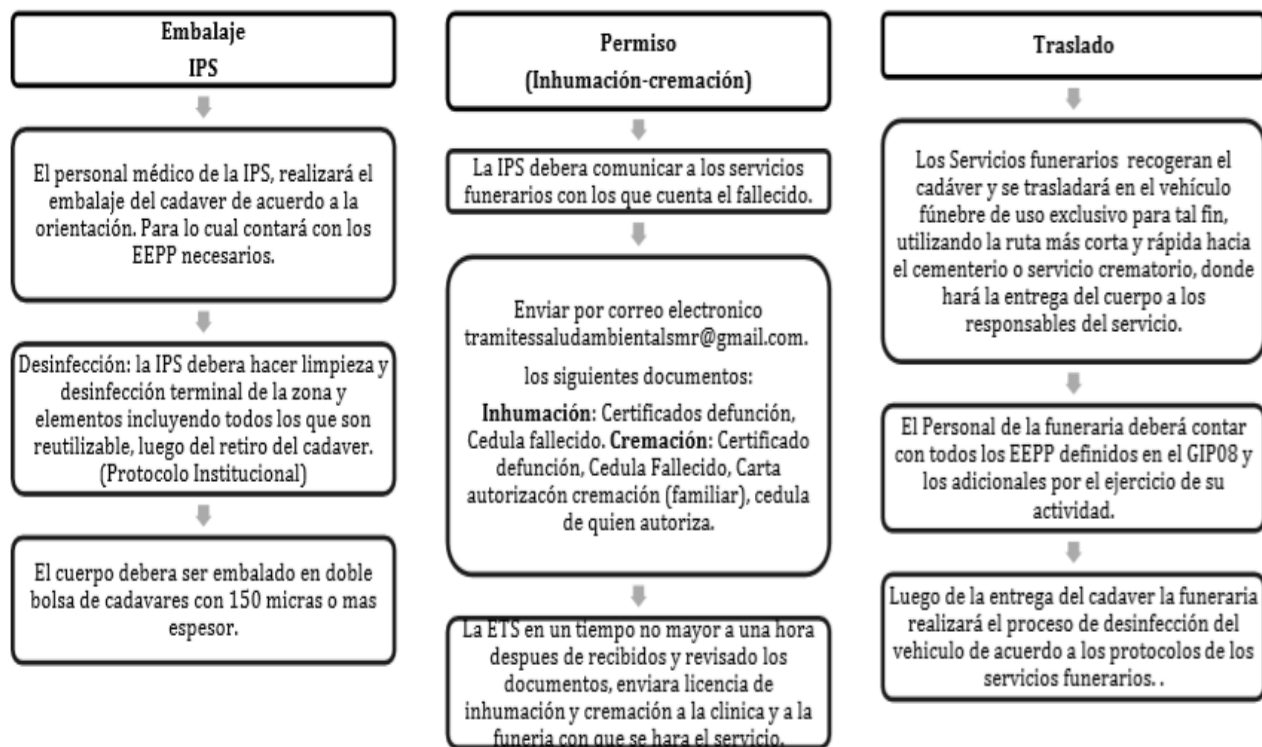 Embalaje
IPS
El personal médico de la IPS, realizará el
embalaje del cadaver de acuerdo a la
orientación. Para lo cual contará con los
EEPP necesarios.
Desinfección: la IPS debera hacer limpieza y
desinfección terminal de la zona y
elementos incluyendo todos los que son
reutilizable, luego del retiro del cadaver.
(Protocolo Institucional)
El cuerpo debera ser embalado en doble
bolsa de cadavares con 150 micras o mas
espesor.
Permiso
(Inhumación-cremación)
La IPS debera comunicar a los servicios
funerarios con los que cuenta el fallecido.
Enviar por correo electronico
tramitessaludambientalsmr@gmail.com.
los siguientes documentos:
Inhumación: Certificados defunción,
Cedula fallecido. Cremación: Certificado
defunción, Cedula Fallecido, Carta
autorizacón cremación (familiar), cedula
de quien autoriza.
La ETS en un tiempo no mayor a una hora
despues de recibidos y revisado los
documentos, enviara licencia de
inhumación y cremación a la clinica y a la
funeria con que se hara el servicio.
Traslado
Los Servicios funerarios recogeran el
cadáver y se trasladará en el vehículo
fúnebre de uso exclusivo para tal fin,
utilizando la ruta más corta y rápida hacia
el cementerio o servicio crematorio, donde
hará la entrega del cuerpo a los
responsables del servicio.
El Personal de la funeraria deberá contar
con todos los EEPP definidos en el GIP08 y
los adicionales por el ejercicio de su
actividad.
Luego de la entrega del cadaver la funeraria
realizará el proceso de desinfección del
vehiculo de acuerdo a los protocolos de los
servicios funerarios. .